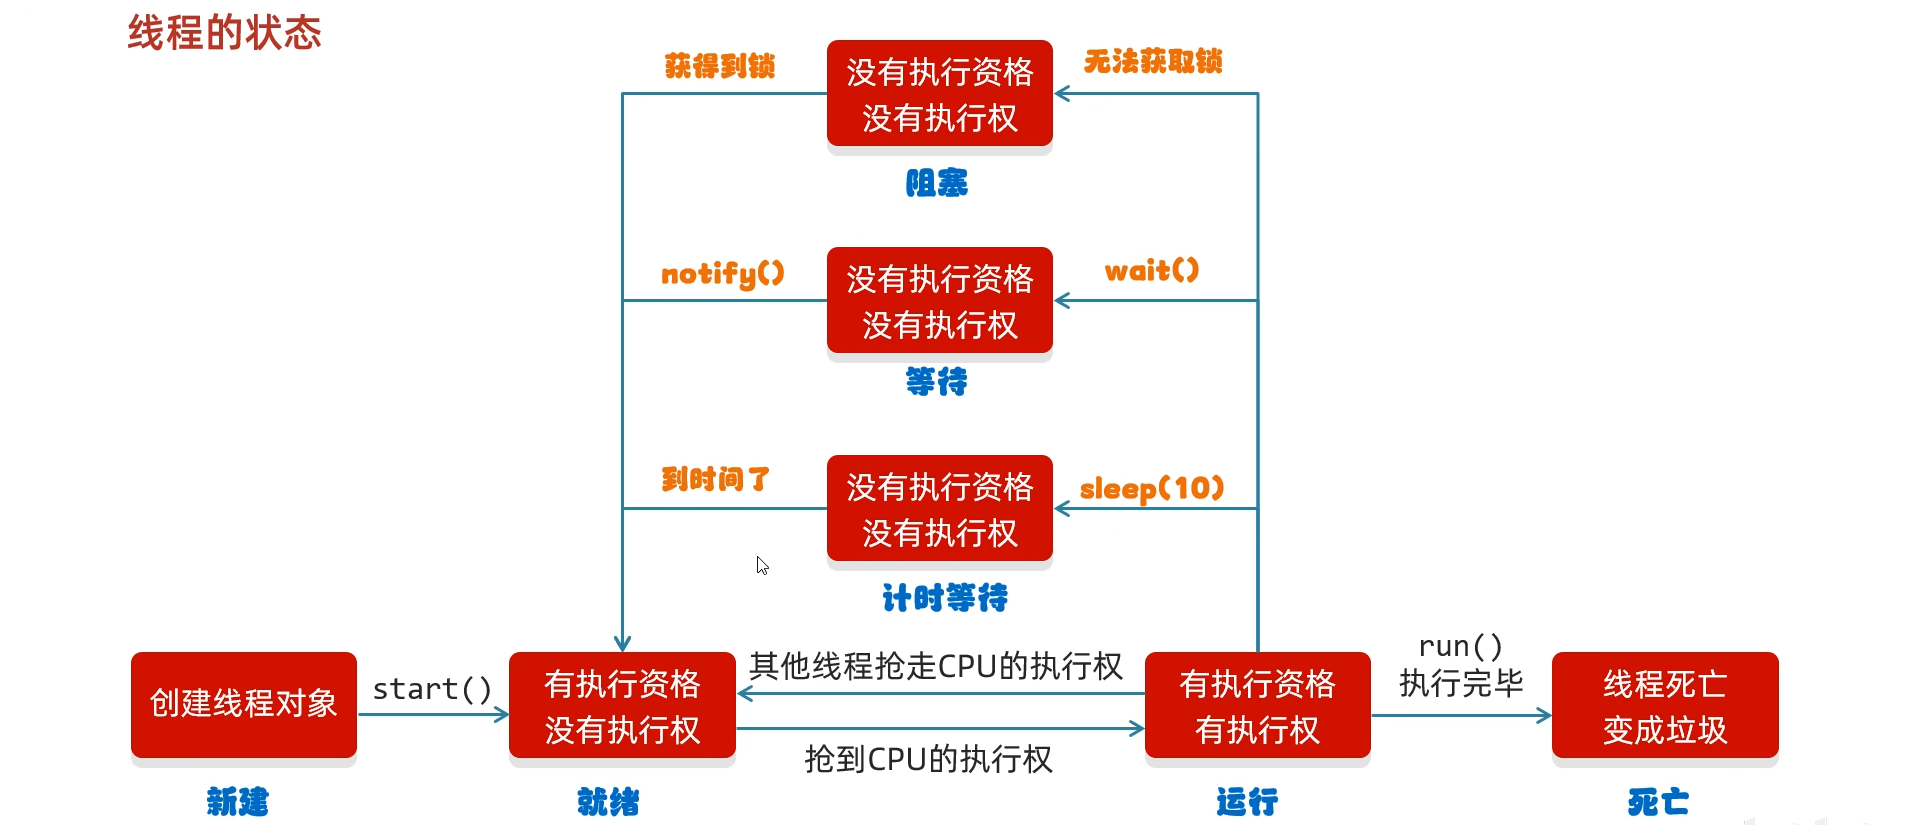 线程的状态
获得到锁
没有执行资格
没有执行权
无法获取锁
阻塞
notify()
没有执行资格
没有执行权
wait()
等待
到时间了
没有执行资格
没有执行权
sleep(10)
计时等待
创建线程对象
start()
有执行资格
没有执行权
其他线程抢走CPU的执行权
抢到CPU的执行权
有执行资格
有执行权
run()
执行完毕
线程死亡
变成垃圾
新建
就绪
运行
死亡